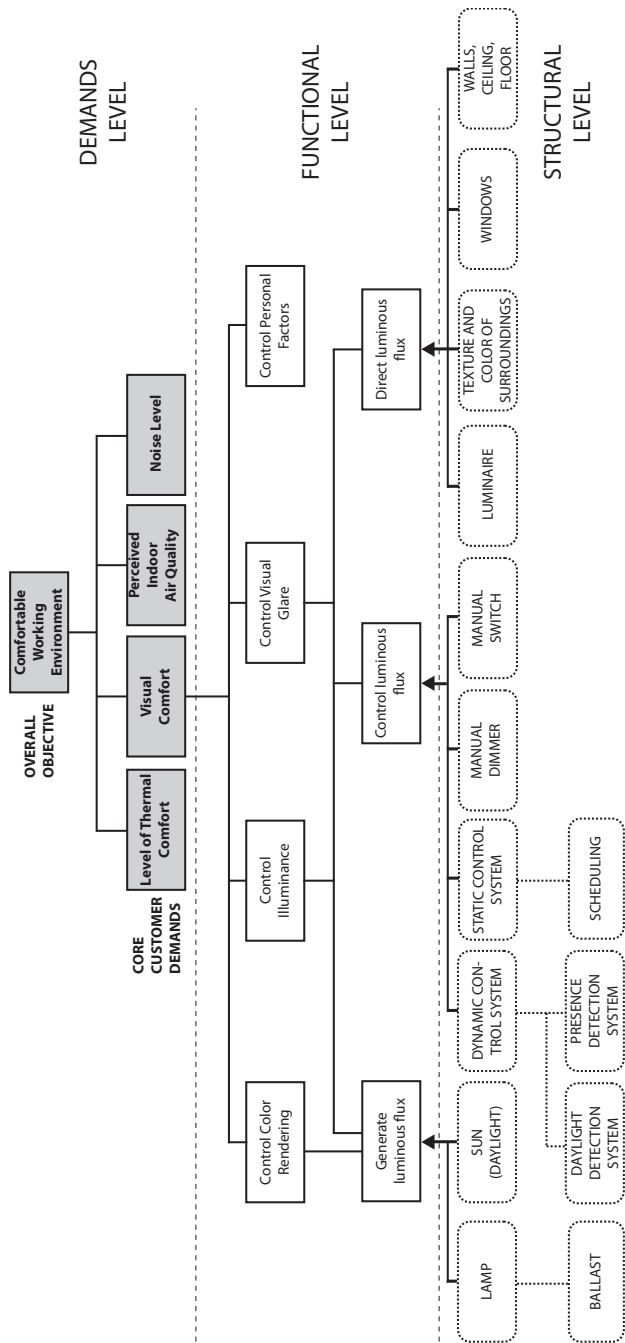 OVERALL
OBJECTIVE
Comfortable
Working
Environment
CORE
CUSTOMER
DEMANDS
Level of Thermal
Comfort
Visual
Comfort
Perceived
Indoor
Air Quality
Noise Level
DEMANDS
LEVEL
Control Color
Rendering
Control
Illuminance
Control Visual
Glare
Control Personal
Factors
FUNCTIONAL
LEVEL
Generate
luminous flux
Control luminous
flux
Direct luminous
flux
LAMP
SUN
(DAYLIGHT)
DYNAMIC CON-
TROL SYSTEM
STATIC CONTROL
SYSTEM
MANUAL
DIMMER
MANUAL
SWITCH
LUMINAIRE
TEXTURE AND
COLOR OF
SURROUNDINGS
WINDOWS
WALLS,
CEILING,
FLOOR
BALLAST
DAYLIGHT
DETECTION
SYSTEM
PRESENCE
DETECTION
SYSTEM
SCHEDULING
STRUCTURAL
LEVEL